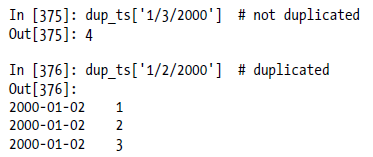 In [375]: dup_ts['1/3/2000']  # not duplicated
Out[375]: 4
In [376]: dup_ts['1/2/2000']  # duplicated
Out[376]:
2000-01-02    1
2000-01-02    2
2000-01-02    3